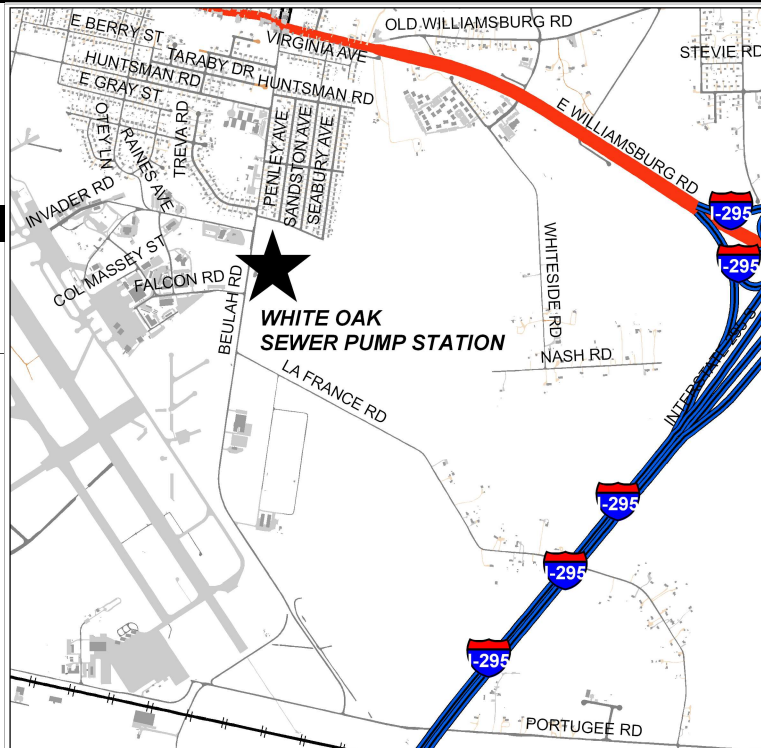 OLD WILLIAMSBURG RD
E BERRY ST
VIRGINIA AVE
STEVIE RD
TARABY DR
HUNTSMAN RD
HUNTSMAN RD
E GRAY ST
OTEY LN
RAINES AVE
TREVA RD
PENLEY AVE
SANDSTON AVE
SEABURY AVE
E WILLIAMSBURG RD
INVADER RD
I-295
I-295
COL MASSEY ST
FALCON RD
BEULAH RD
WHITESIDE RD
WHITE OAK
SEWER PUMP STATION
NASH RD
LA FRANCE RD
INTERSTATE 295 S
I-295
I-295
I-295
PORTUGEE RD